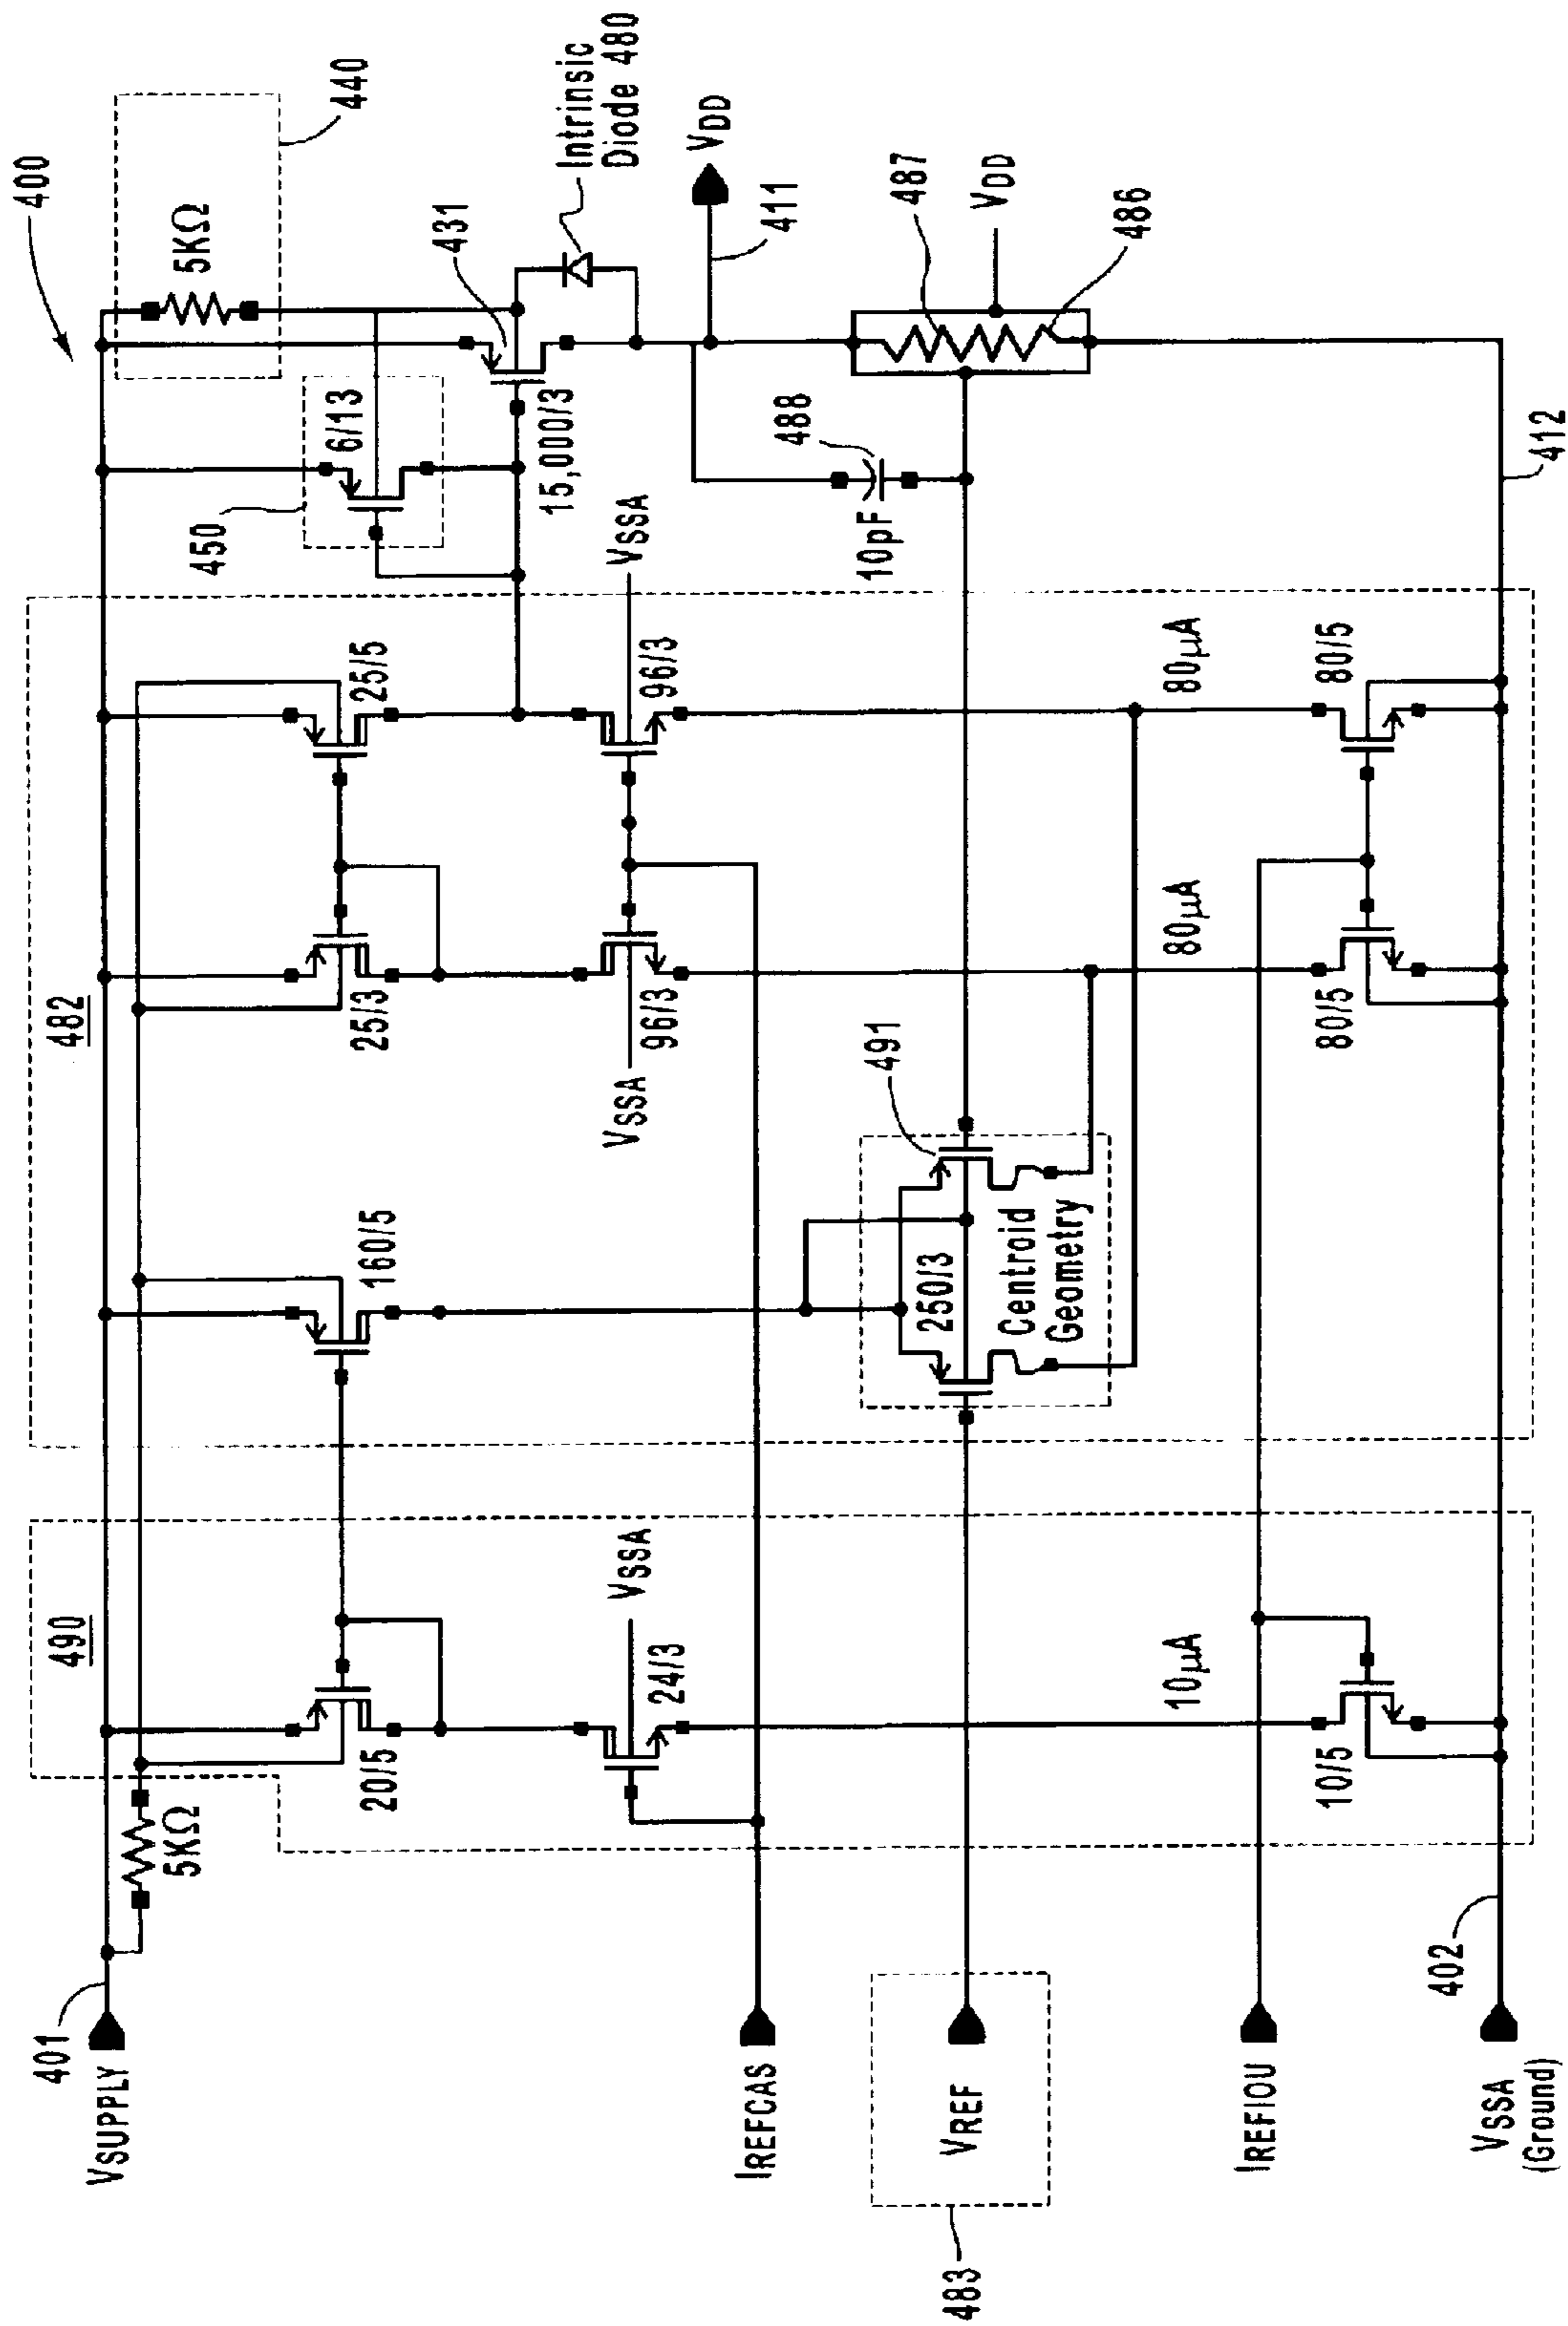 400
440
5KΩ
431
Intrinsic
Diode 480
VDD
411
487
VDD
486
412
450
6/13
15,000/3
488
10pF
482
25/5
25/3
VSSA
96/3
96/3
VSSA
80μA
80/5
80μA
80/5
160/5
491
250/3
Centroid
Geometry
490
20/5
VSSA
24/3
10μA
10/5
5KΩ
401
VSUPPLY
IREFCAS
VREF
483
IREFIOU
402
VSSA
(Ground)